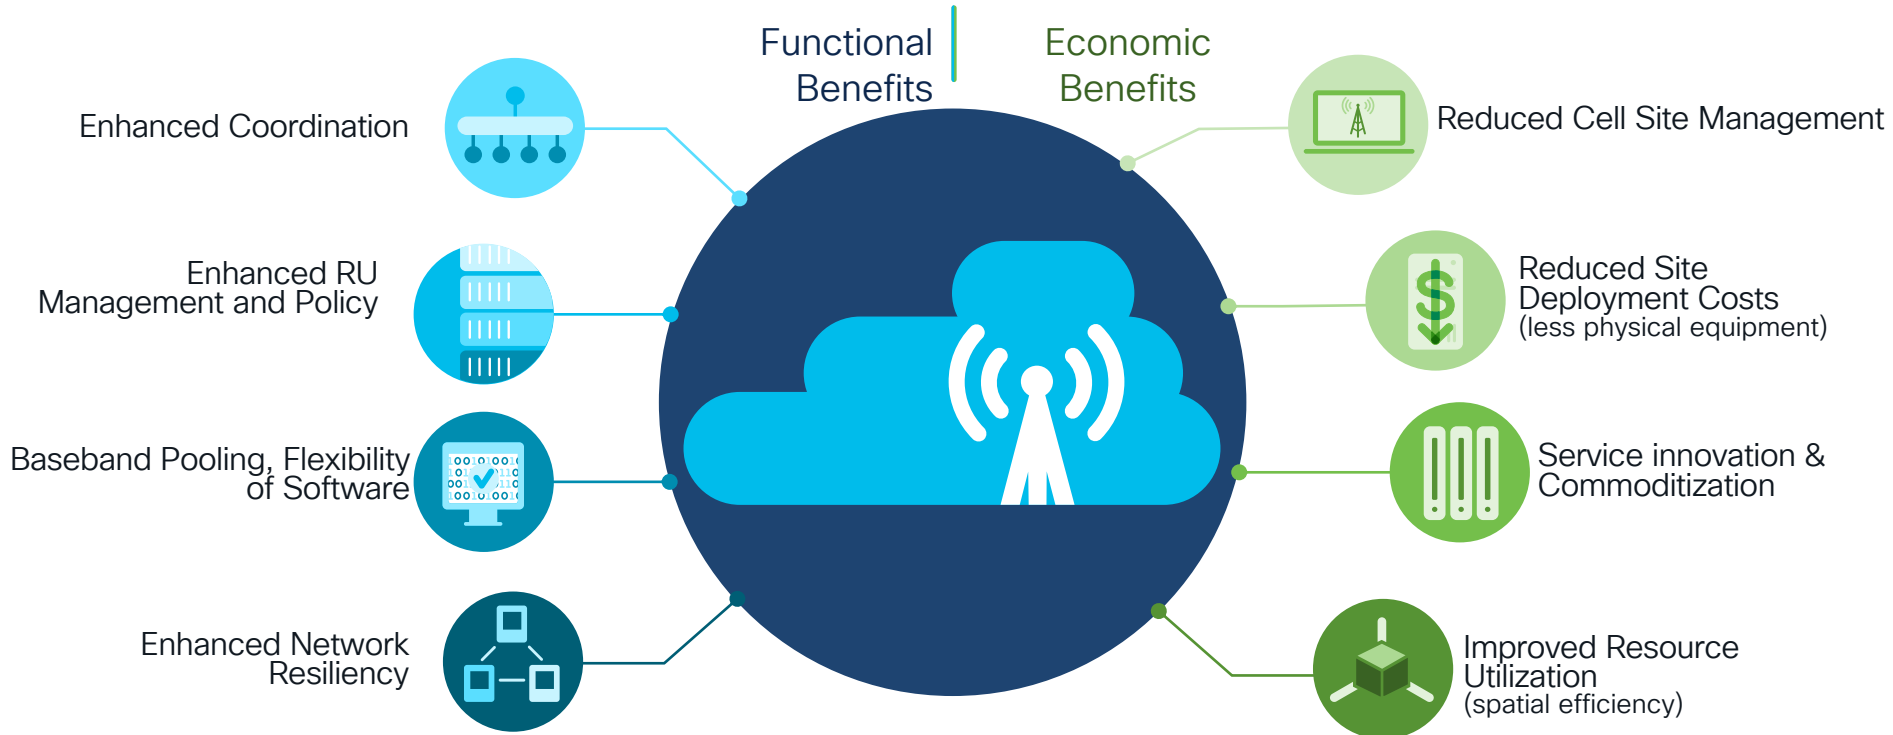 Functional
Benefits
Economic
Benefits
Enhanced Coordination
Enhanced RU
Management and Policy
Baseband Pooling, Flexibility
of Software
Enhanced Network
Resiliency
Reduced Cell Site Management
Reduced Site
Deployment Costs
(less physical equipment)
Service innovation &
Commoditization
Improved Resource
Utilization
(spatial efficiency)